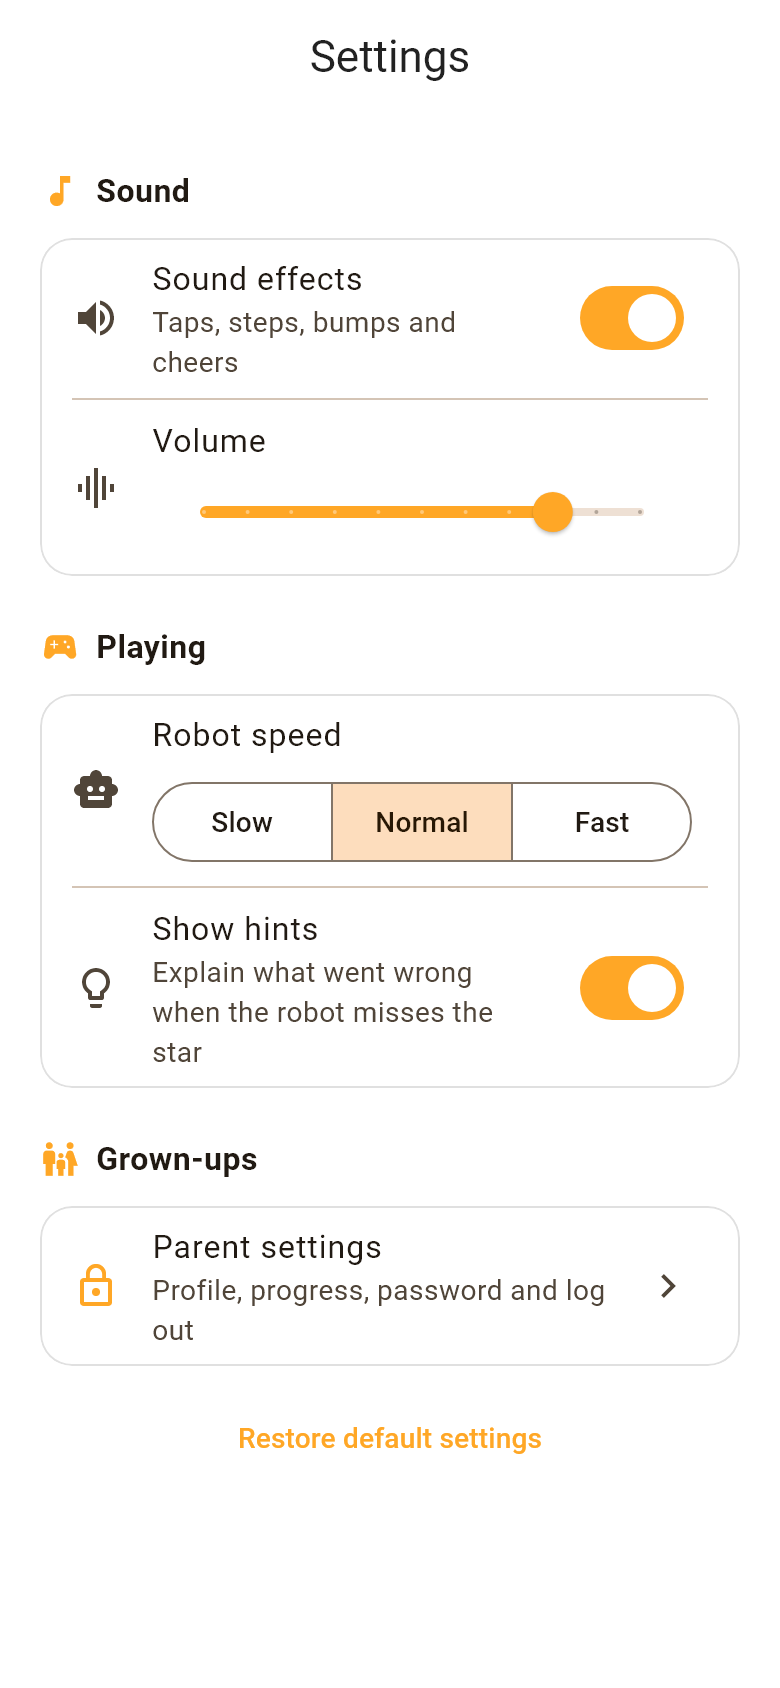 Settings
Sound
Sound effects
Taps, steps, bumps and
cheers
Volume
Playing
Robot speed
Slow
Normal
Fast
Show hints
Explain what went wrong
when the robot misses the
star
Grown-ups
Parent settings
Profile, progress, password and log
out
Restore default settings